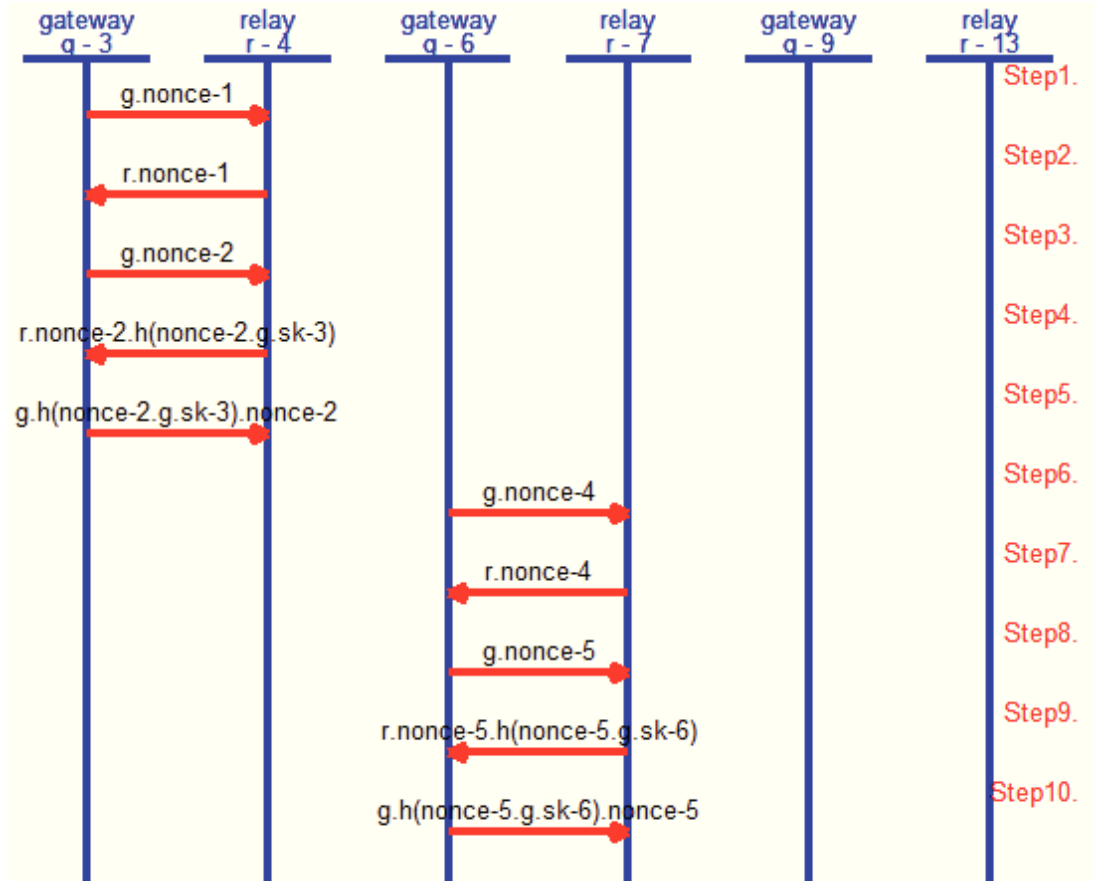 gateway relay gateway relay gateway relay
g - 3 r - 4 g - 6 r - 7 g - 9 r - 13
Step1.
g.nonce-1
Step2.
r.nonce-1
Step3.
g.nonce-2
Step4.
r.nonce-2.h(nonce-2.g.sk-3)
Step5.
g.h(nonce-2.g.sk-3).nonce-2
Step6.
g.nonce-4
Step7.
r.nonce-4
Step8.
g.nonce-5
Step9.
r.nonce-5.h(nonce-5.g.sk-6)
Step10.
g.h(nonce-5.g.sk-6).nonce-5